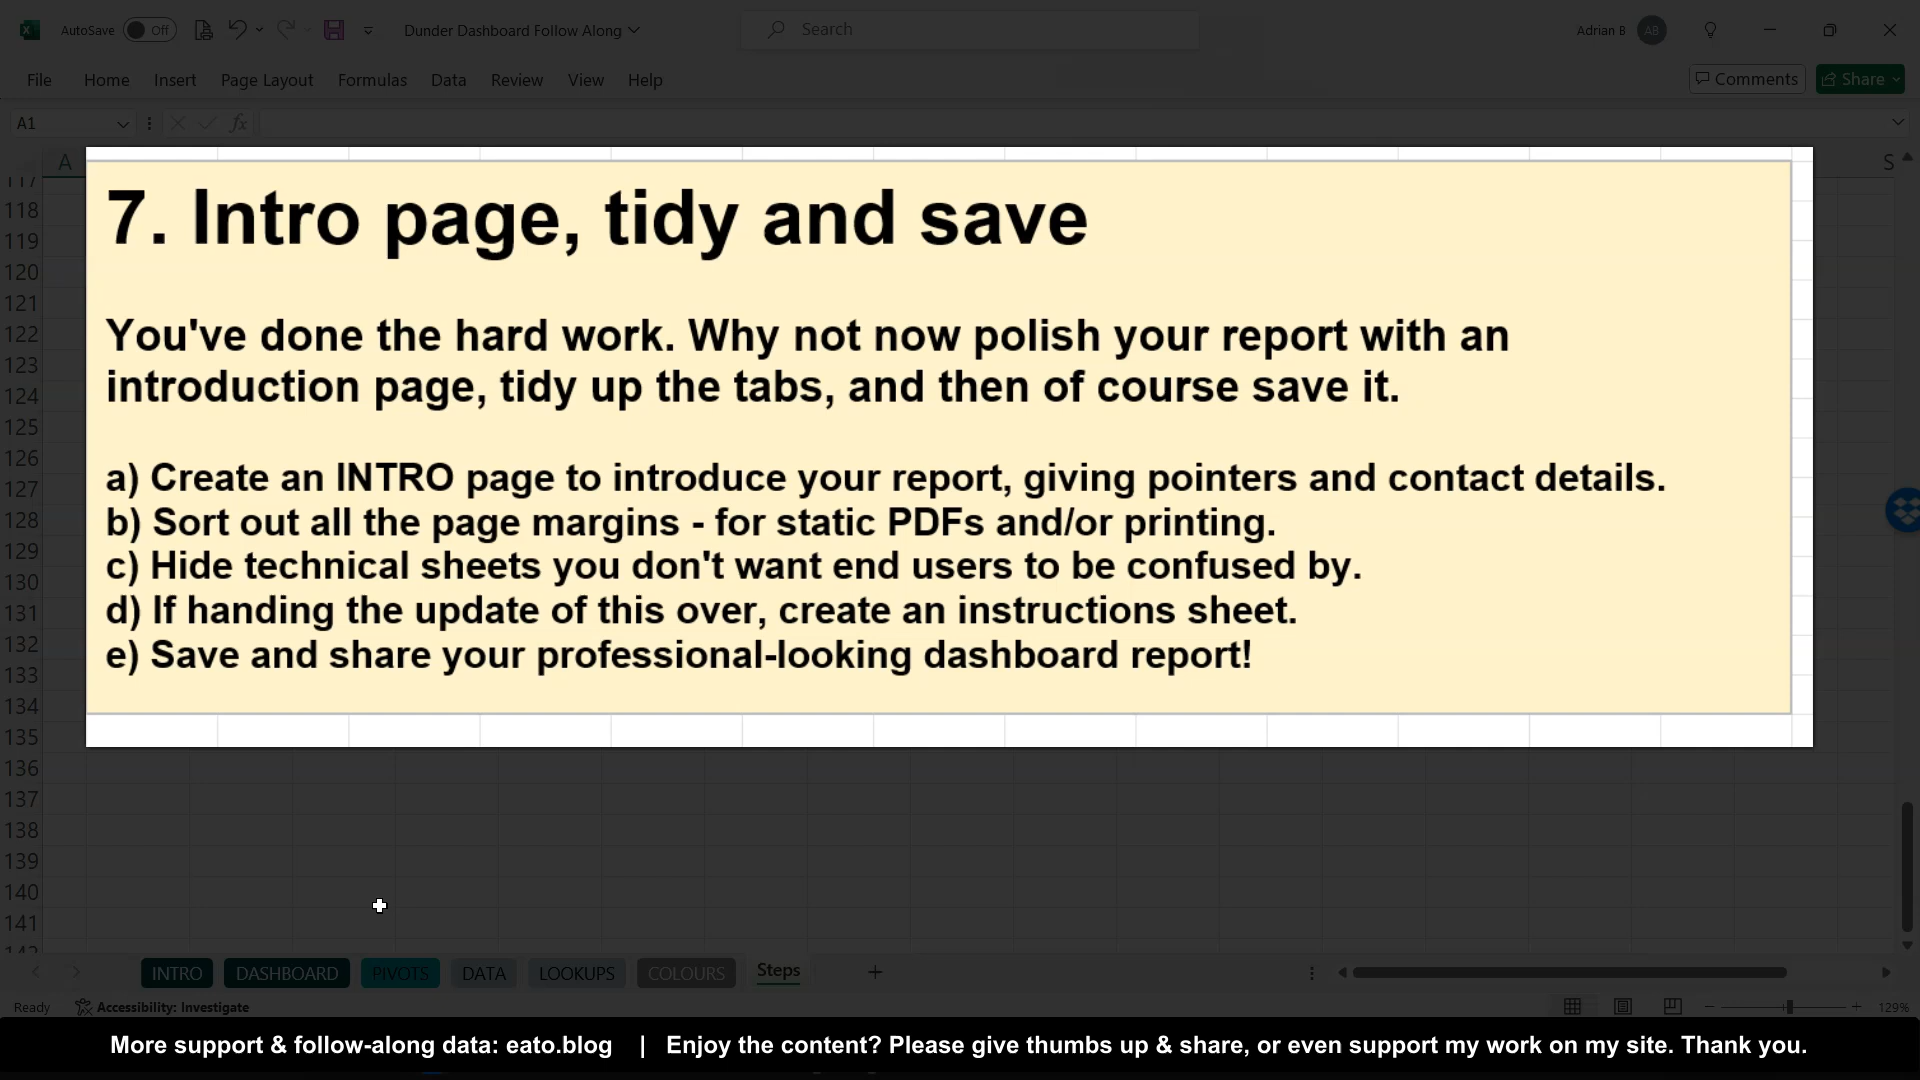 AutoSave Off Dunder Dashboard Follow Along Search Adrian B AB
File Home Insert Page Layout Formulas Data Review View Help Comments Share
A1 fx
A S
118
119
120
121
122
123
124
125
126
127
128
129
130
131
132
133
134
135
136
137
138
139
140
141
7. Intro page, tidy and save
You've done the hard work. Why not now polish your report with an
introduction page, tidy up the tabs, and then of course save it.
a) Create an INTRO page to introduce your report, giving pointers and contact details.
b) Sort out all the page margins - for static PDFs and/or printing.
c) Hide technical sheets you don't want end users to be confused by.
d) If handing the update of this over, create an instructions sheet.
e) Save and share your professional-looking dashboard report!
INTRO DASHBOARD PIVOTS DATA LOOKUPS COLOURS Steps
Ready Accessibility: Investigate 129%
More support & follow-along data: eato.blog | Enjoy the content? Please give thumbs up & share, or even support my work on my site. Thank you.